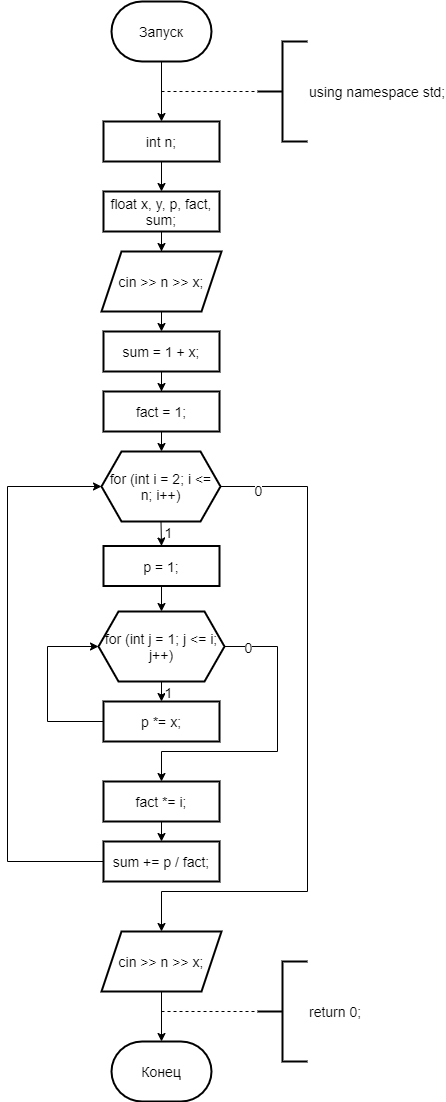 Запуск
using namespace std;
int n;
float x, y, p, fact,
sum;
cin >> n >> x;
sum = 1 + x;
fact = 1;
for (int i = 2; i <=
n; i++)
0
1
p = 1;
for (int j = 1; j <= i;
j++)
0
1
p *= x;
fact *= i;
sum += p / fact;
cin >> n >> x;
return 0;
Конец